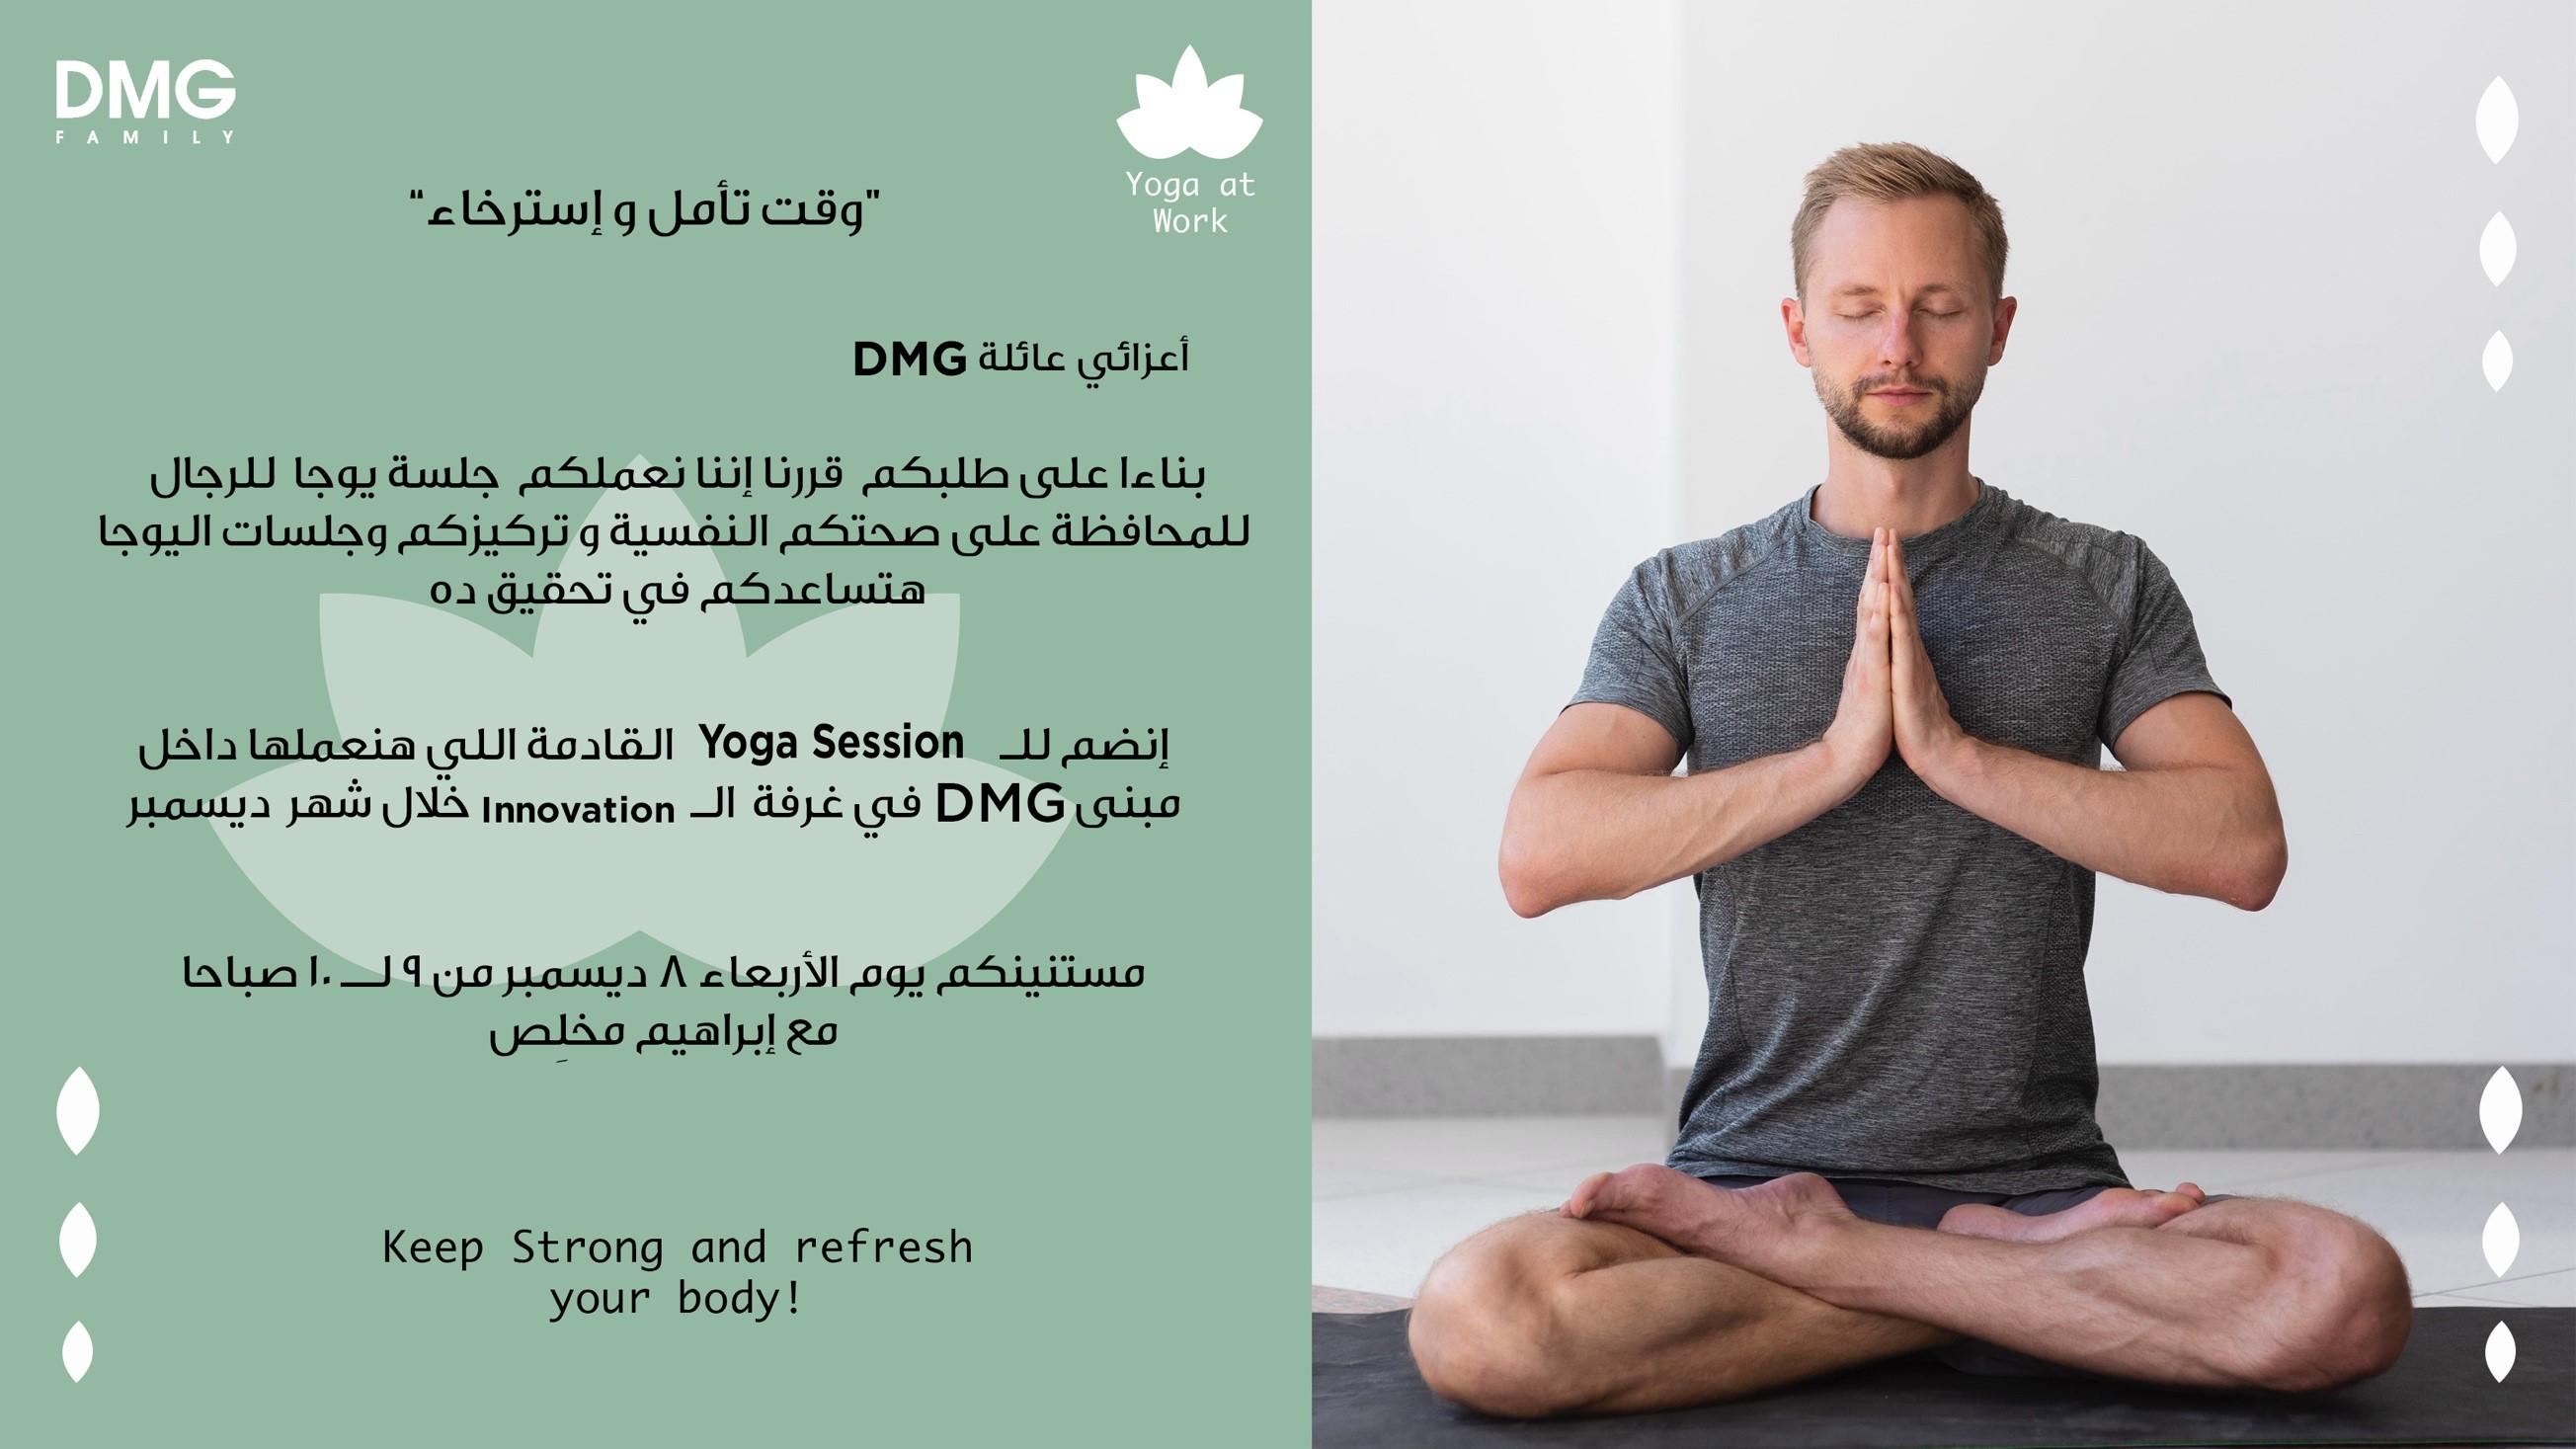 DMG
FAMILY
Yoga at
Work
"وقت تأمل و إسترخاء"
أعزائي عائلة DMG
بناءا على طلبكم قررنا إننا نعملكم جلسة يوجا للرجال
للمحافظة على صحتكم النفسية و تركيزكم وجلسات اليوجا
هتساعدكم في تحقيق ده
إنضم للـ Yoga Session القادمة اللي هنعملها داخل
مبنى DMG في غرفة الـ Innovation خلال شهر ديسمبر
مستنينكم يوم الأربعاء ٨ ديسمبر من ٩ لـــ ١٠ صباحا
مع إبراهيم مخلِص
Keep Strong and refresh
your body!